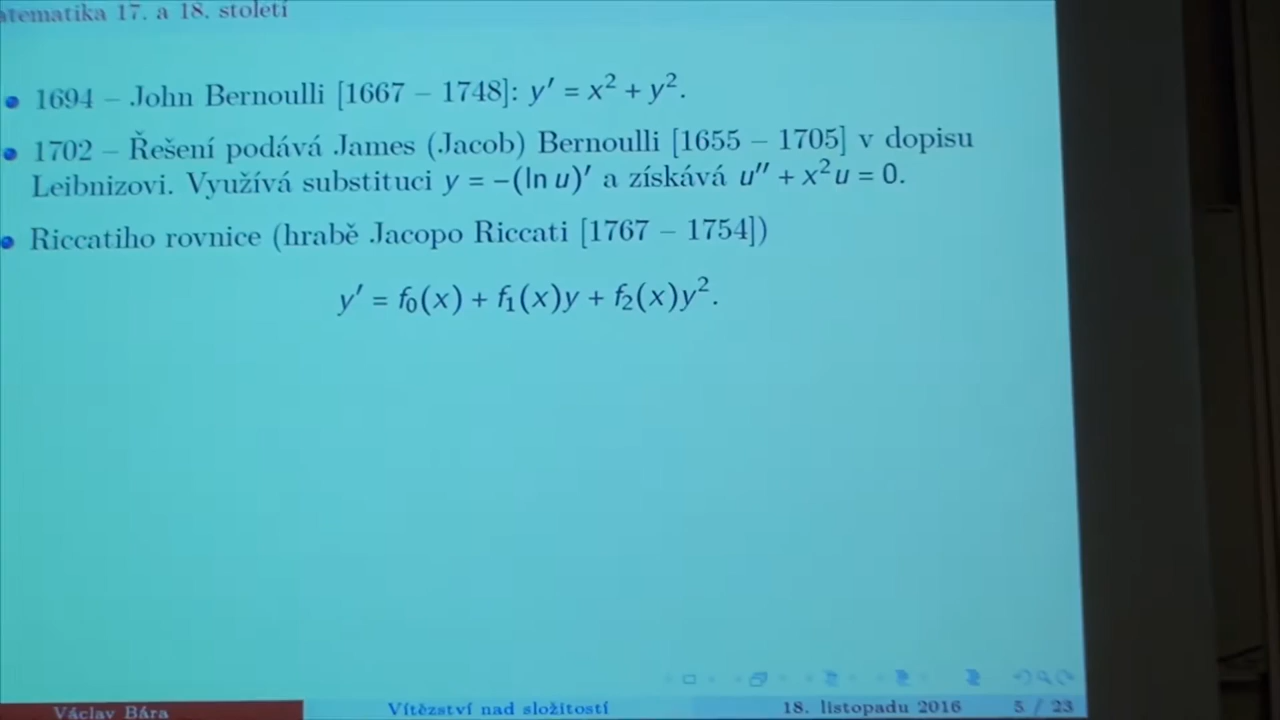 atematika 17. a 18. století
1694 – John Bernoulli [1667 – 1748]: y′ = x² + y².
1702 – Řešení podává James (Jacob) Bernoulli [1655 – 1705] v dopisu
Leibnizovi. Využívá substituci y = −(ln u)′ a získává u″ + x²u = 0.
Riccatiho rovnice (hrabě Jacopo Riccati [1767 – 1754])
y′ = f₀(x) + f₁(x)y + f₂(x)y².
Václav Bára Vítězství nad složítostí 18. listopadu 2016 5 / 23